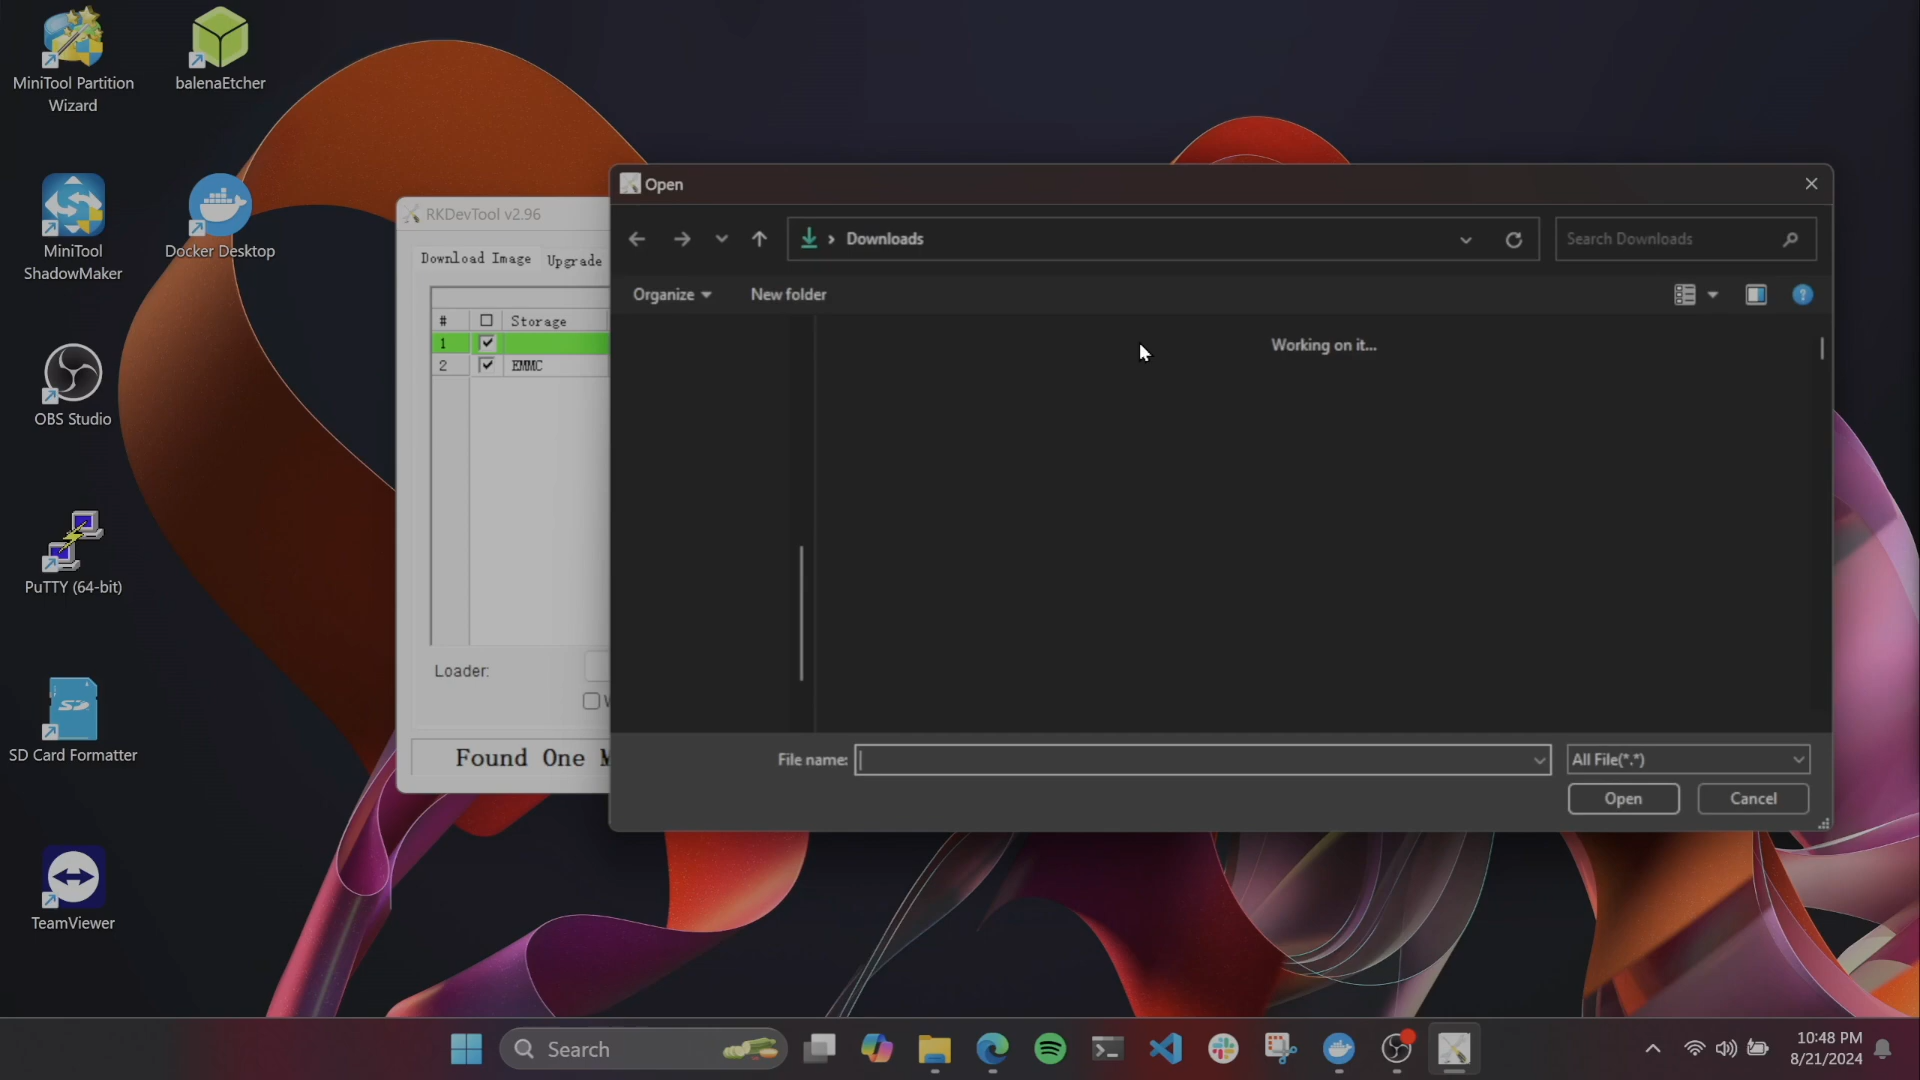 MiniTool Partition
Wizard
balenaEtcher
MiniTool
ShadowMaker
Docker Desktop
OBS Studio
PuTTY (64-bit)
SD Card Formatter
TeamViewer
RKDevTool v2.96
Download Image
Upgrade
#
Storage
1
2
EMMC
Loader:
Found One
Open
Downloads
Search Downloads
Organize
New folder
Working on it...
File name:
All File(*.*)
Open
Cancel
Search
10:48 PM
8/21/2024